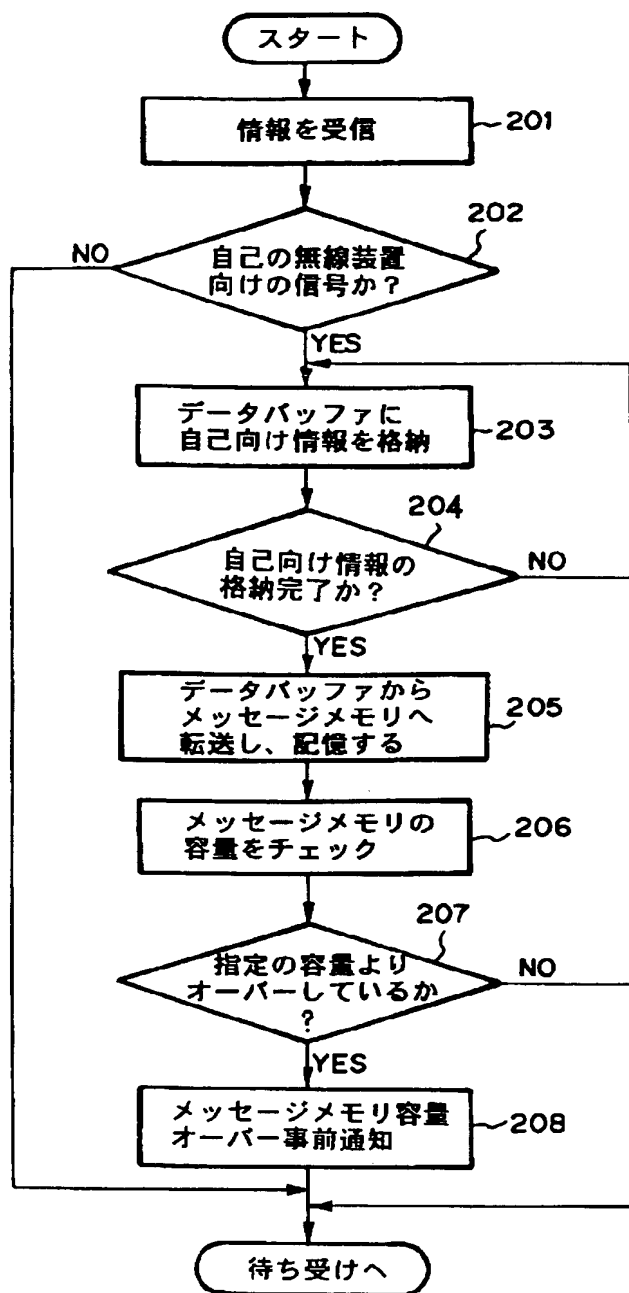 スタート
情報を受信
201
202
NO
自己の無線装置
向けの信号か？
YES
データバッファに
自己向け情報を格納
203
204
自己向け情報の
格納完了か？
NO
YES
データバッファから
メッセージメモリへ
転送し、記憶する
205
メッセージメモリの
容量をチェック
206
207
指定の容量より
オーバーしているか
？
NO
YES
メッセージメモリ容量
オーバー事前通知
208
待ち受けへ